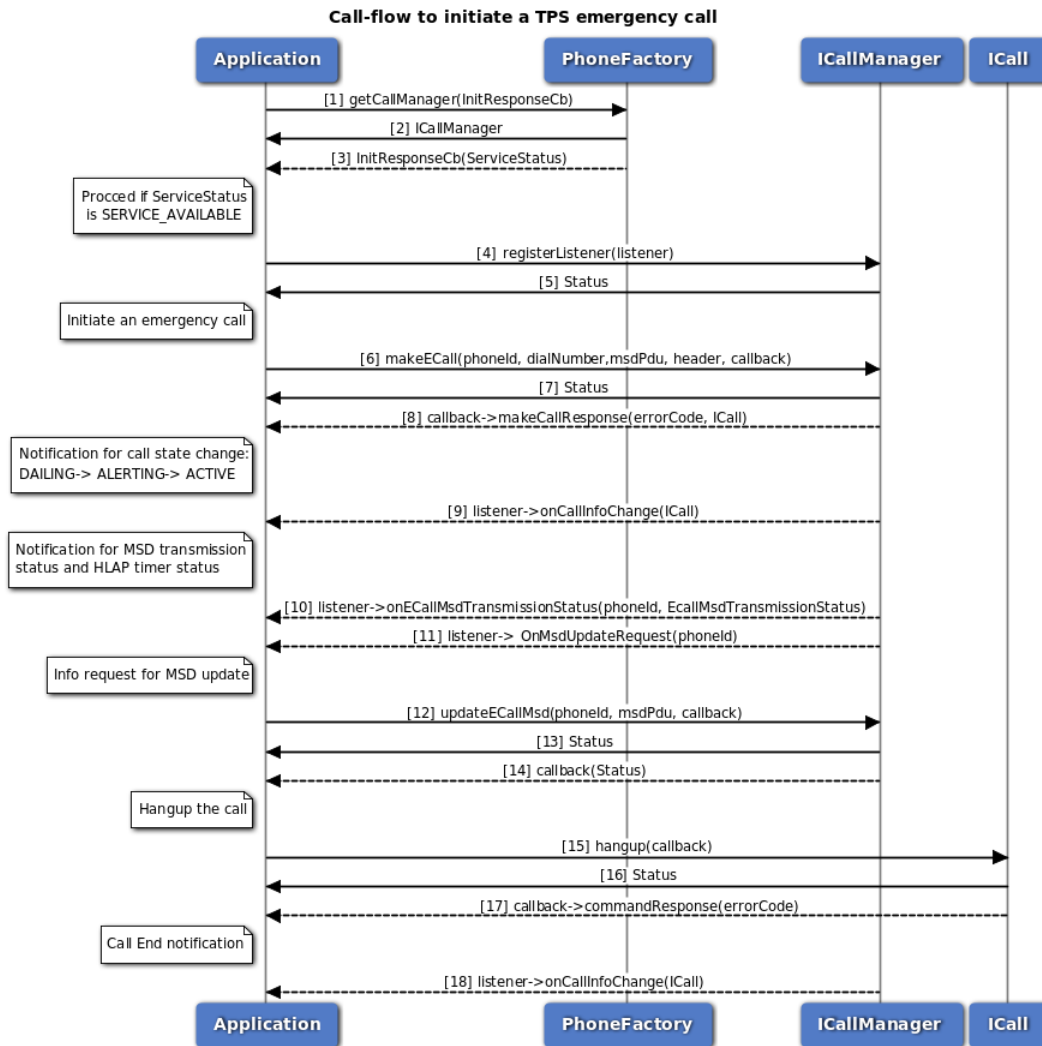 Call-flow to initiate a TPS emergency call
Application PhoneFactory ICallManager ICall
[1] getCallManager(InitResponseCb)
[2] ICallManager
[3] InitResponseCb(ServiceStatus)
Procced if ServiceStatus
is SERVICE_AVAILABLE
[4] registerListener(listener)
[5] Status
Initiate an emergency call
[6] makeECall(phoneId, dialNumber,msdPdu, header, callback)
[7] Status
[8] callback->makeCallResponse(errorCode, ICall)
Notification for call state change:
DAILING-> ALERTING-> ACTIVE
[9] listener->onCallInfoChange(ICall)
Notification for MSD transmission
status and HLAP timer status
[10] listener->onECallMsdTransmissionStatus(phoneId, EcallMsdTransmissionStatus)
[11] listener-> OnMsdUpdateRequest(phoneId)
Info request for MSD update
[12] updateECallMsd(phoneId, msdPdu, callback)
[13] Status
[14] callback(Status)
Hangup the call
[15] hangup(callback)
[16] Status
[17] callback->commandResponse(errorCode)
Call End notification
[18] listener->onCallInfoChange(ICall)
Application PhoneFactory ICallManager ICall